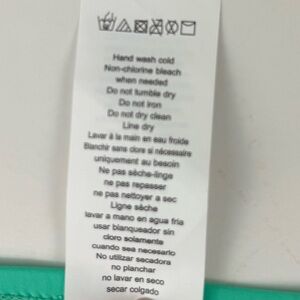 Hand wash cold
Non-chlorine bleach
when needed
Do not tumble dry
Do not iron
Do not dry clean
Line dry
Lavar à la main en eau froide
Blanchir sans clors si nécessaire
uniquement au besoin
Ne pas sèche-linge
ne pas repasser
ne pas nettoyer a sec
Ligne sèche
lavar a mano en agua fria
usar blanqueador sin
cloro solamente
cuando sea necesario
No utilizar secadora
no planchar
no lavar en seco
secar colgado